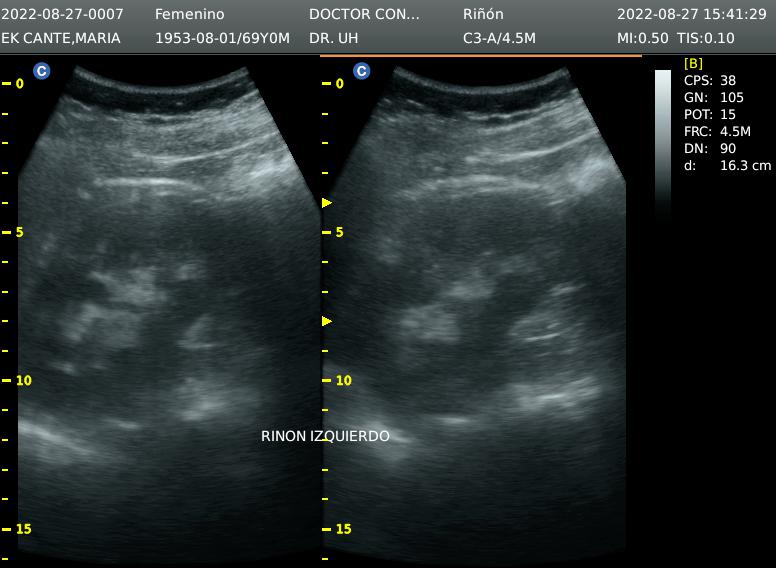 2022-08-27-0007 Femenino DOCTOR CON... Riñón 2022-08-27 15:41:29
EK CANTE,MARIA 1953-08-01/69Y0M DR. UH C3-A/4.5M MI:0.50 TIS:0.10
C
C
[B]
CPS: 38
GN: 105
POT: 15
FRC: 4.5M
DN: 90
d: 16.3 cm
0
5
10
15
0
5
10
15
RINON IZQUIERDO